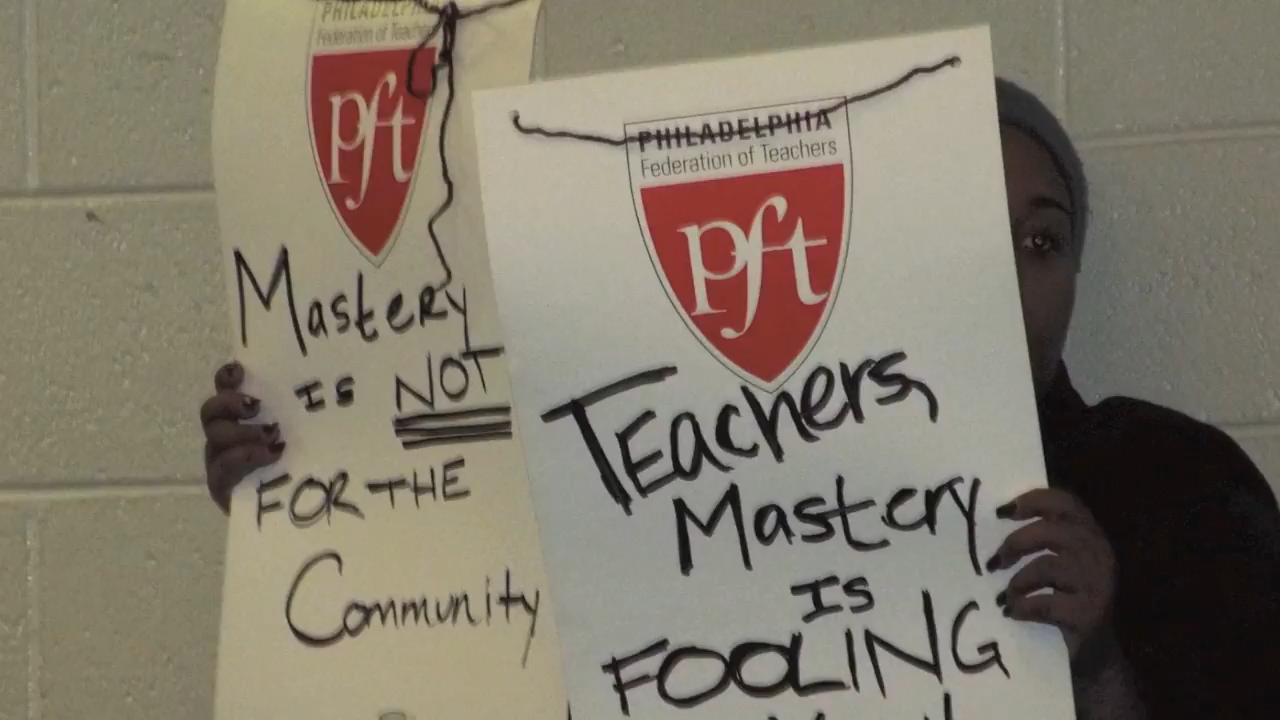 PHILADELPHIA
Federation of Teachers
pft
Mastery
is NOT
FOR THE
Community
PHILADELPHIA
Federation of Teachers
pft
TEachers,
Mastery
Is
FOOLING